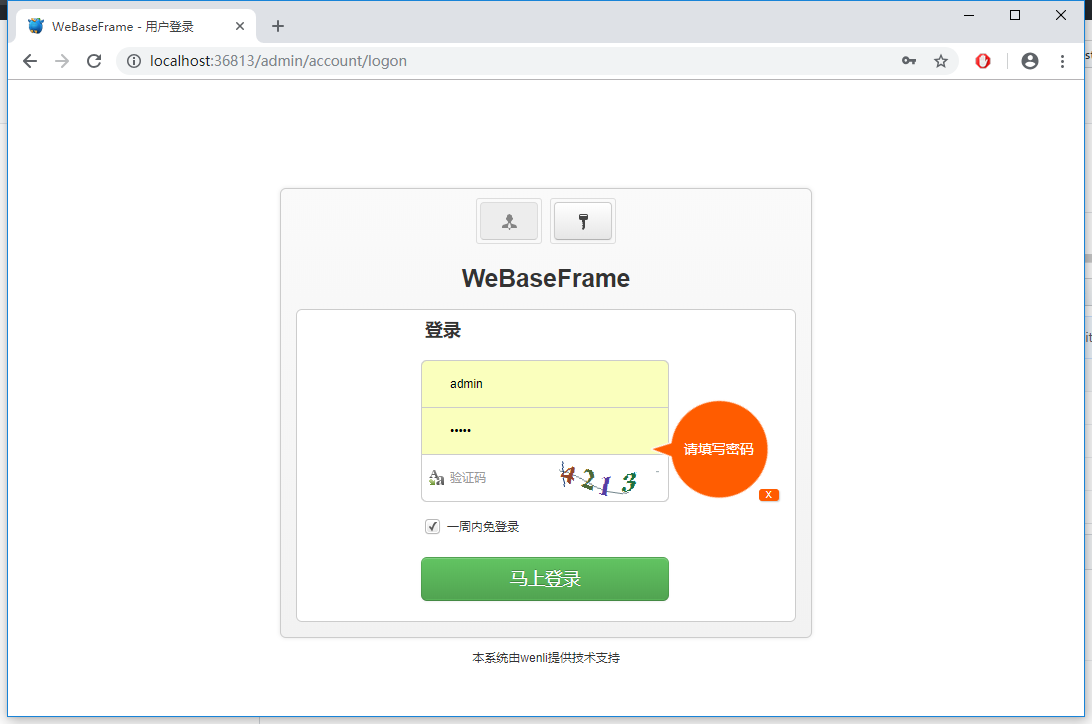 WeBaseFrame - 用户登录
localhost:36813/admin/account/logon
WeBaseFrame
登录
admin
•••••
请填写密码
验证码
4213
X
一周内免登录
马上登录
本系统由wenli提供技术支持